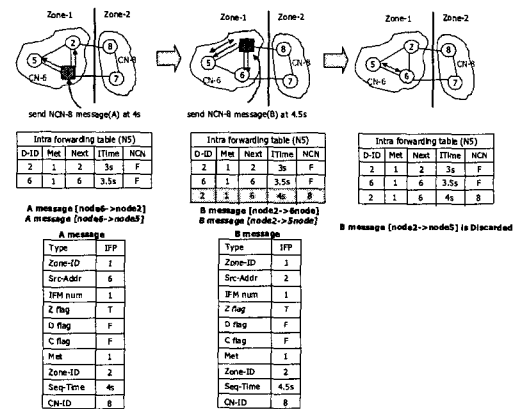 Zone-1 Zone-2
2 8 5 7
CN-6 CN-8
send NCN-8 message(A) at 4s
Intra forwarding table (N5)
D-ID Met Next ITime NCN
2 1 2 3s F
6 1 6 3.5s F
A message [node6->node2]
A message [node6->node5]
A message
Type IFP
Zone-ID 1
Src-Addr 6
IFM num 1
Z flag T
D flag F
C flag F
Met 1
Zone-ID 2
Seq-Time 4s
CN-ID 8
Zone-1 Zone-2
8 5 6 7
CN-6 CN-8
send NCN-8 message(B) at 4.5s
Intra forwarding table (N5)
D-ID Met Next ITime NCN
2 1 2 3s F
6 1 6 3.5s F
2 1 6 4s 8
B message [node2->6node]
B message [node2->5node]
B message
Type IFP
Zone-ID 1
Src-Addr 2
IFM num 1
Z flag T
D flag F
C flag F
Met 1
Zone-ID 2
Seq-Time 4.5s
CN-ID 8
Zone-1 Zone-2
2 8 5 6 7
CN-6 CN-8
Intra forwarding table (N5)
D-ID Met Next ITime NCN
2 1 2 3s F
6 1 6 3.5s F
2 1 6 4s 8
B message [node2->node5] is Discarded